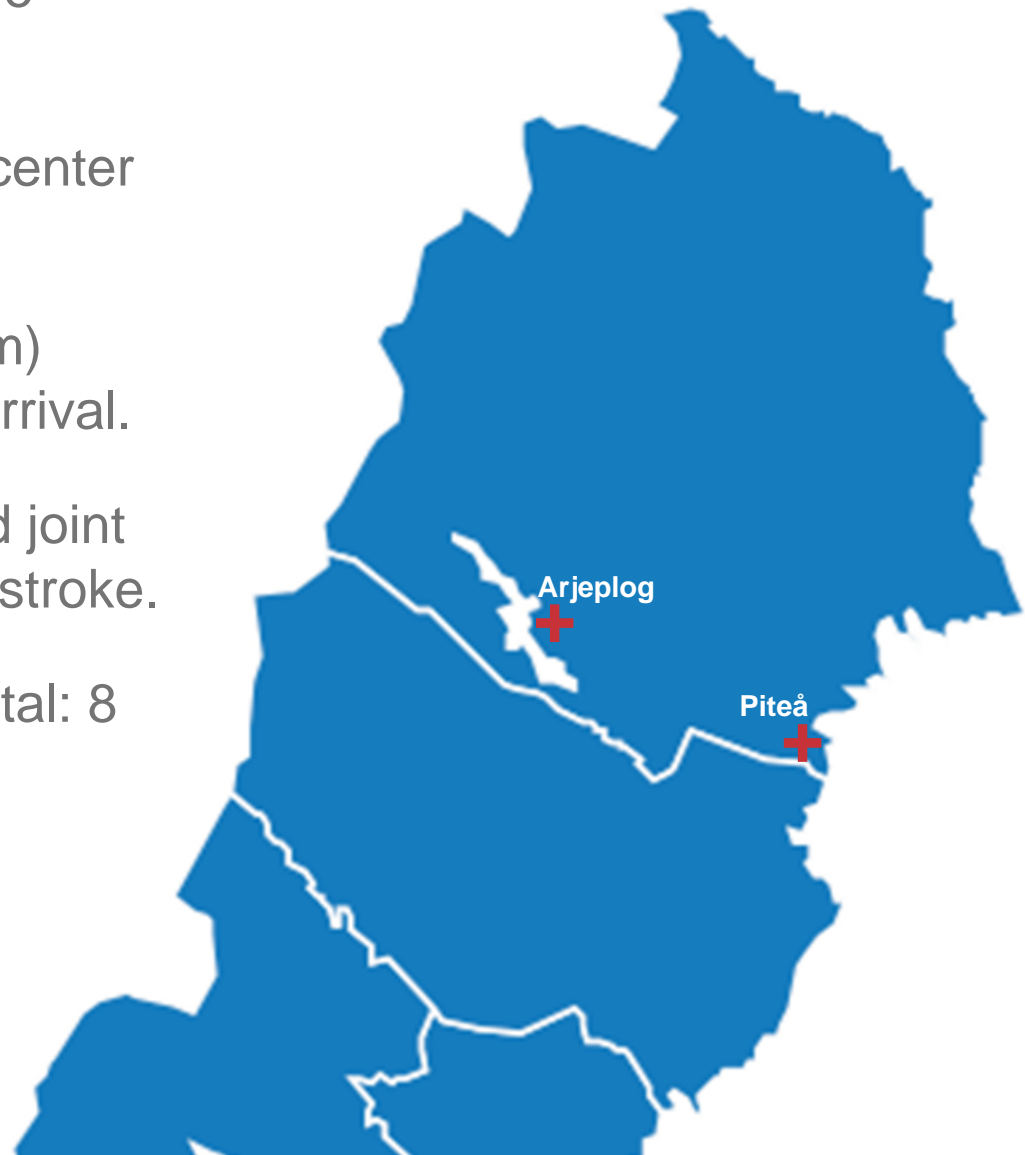 center
m)
rrival.
d joint
stroke.
tal: 8
Arjeplog
Piteå